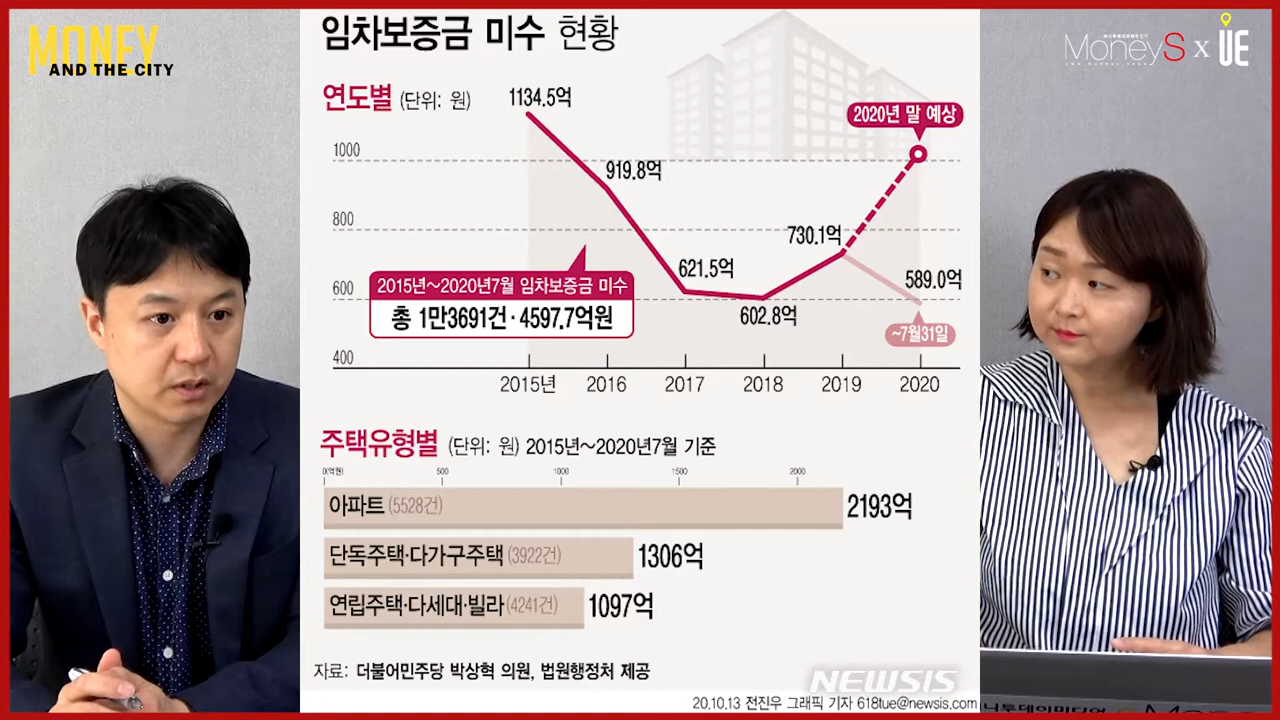 MONEY
AND THE CITY
임차보증금 미수 현황
MoneyS x UE
연도별 (단위: 원)
1134.5억
2020년 말 예상
1000
919.8억
800
730.1억
621.5억
589.0억
2015년~2020년7월 임차보증금 미수
총 1만3691건·4597.7억원
600
602.8억
~7월31일
400
2015년 2016 2017 2018 2019 2020
주택유형별 (단위: 원) 2015년~2020년7월 기준
0(억원) 500 1000 1500 2000
아파트 (5528건) 2193억
단독주택·다가구주택 (3922건) 1306억
연립주택·다세대·빌라 (4241건) 1097억
자료: 더불어민주당 박상혁 의원, 법원행정처 제공
NEWSIS
20.10.13 전진우 그래픽 기자 618tue@newsis.com